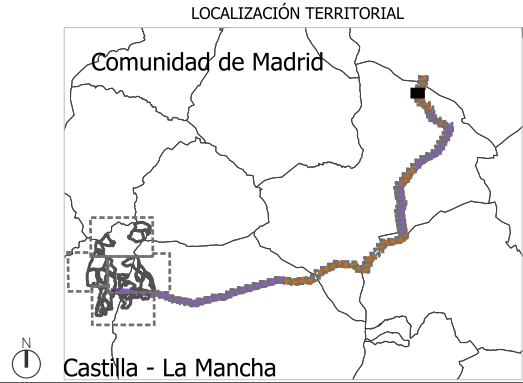 LOCALIZACIÓN TERRITORIAL
Comunidad de Madrid
N
Castilla - La Mancha